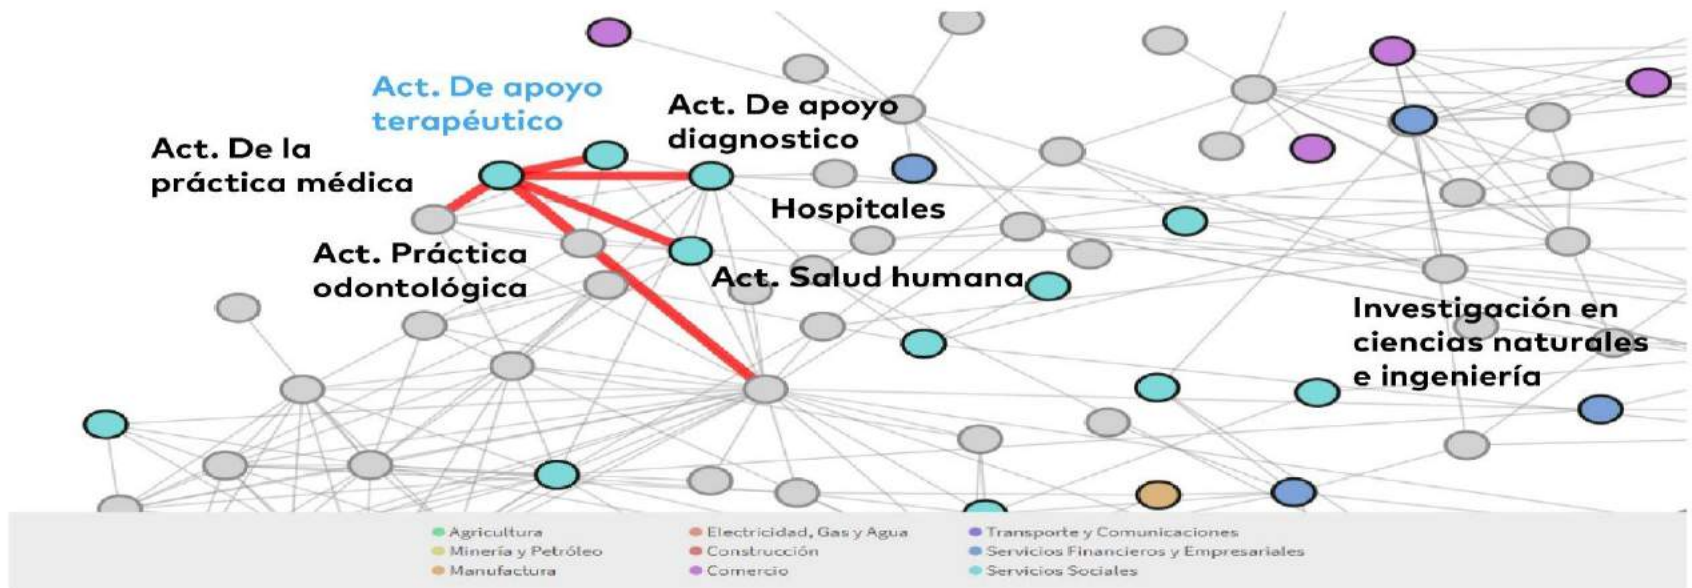 Act. De apoyo
terapéutico
Act. De apoyo
diagnostico
Act. De la
práctica médica
Hospitales
Act. Práctica
odontológica
Act. Salud humana
Investigación en
ciencias naturales
e ingeniería
Agricultura
Minería y Petróleo
Manufactura
Electricidad, Gas y Agua
Construcción
Comercio
Transporte y Comunicaciones
Servicios Financieros y Empresariales
Servicios Sociales